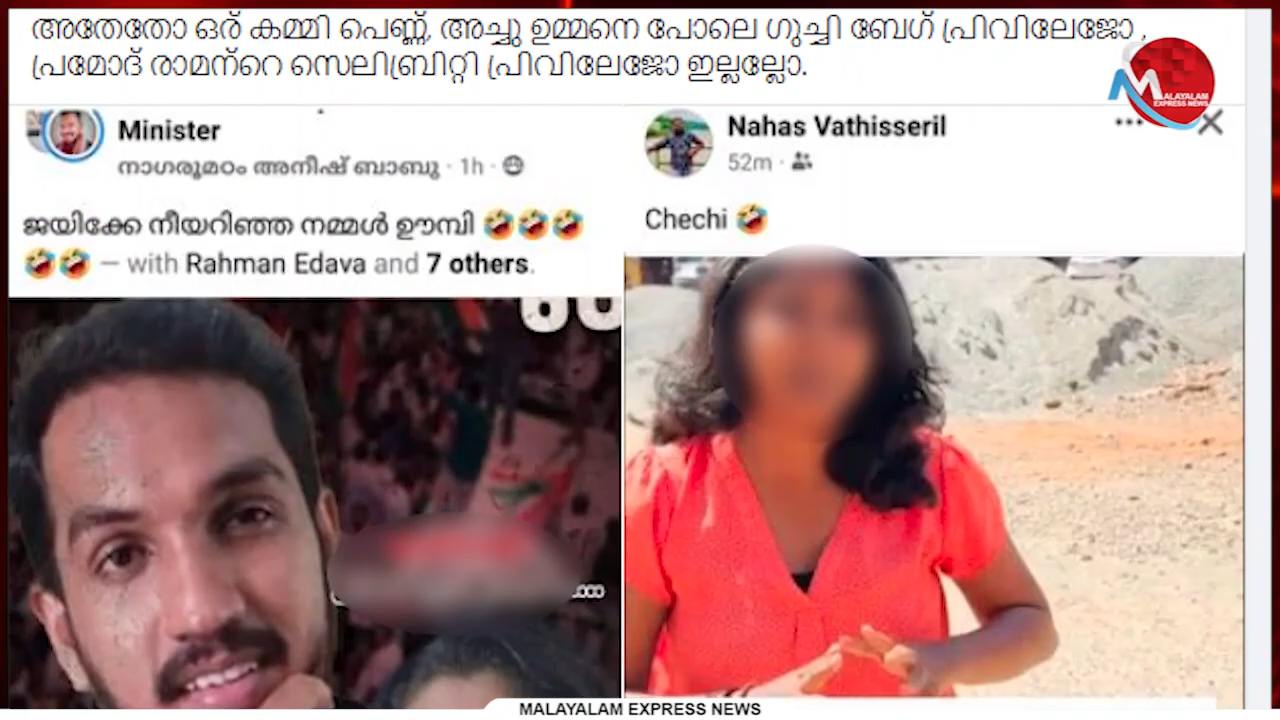 അതേതോ ഒര് കമ്മി പെണ്ണ്, അച്ചു ഉമ്മനെ പോലെ ഗുച്ചി ബേഗ് പ്രിവിലേജോ ,
പ്രമോദ് രാമന്റെ സെലിബ്രിറ്റി പ്രിവിലേജോ ഇല്ലല്ലോ.
MALAYALAM
EXPRESS NEWS
Minister
നാഗരൂമഠം അനീഷ് ബാബു · 1h ·
ജയിക്കേ നീയറിഞ്ഞ നമ്മൾ ഊമ്പി 🤣🤣🤣
🤣🤣 — with Rahman Edava and 7 others.
Nahas Vathisseril
52m ·
Chechi 🤣
MALAYALAM EXPRESS NEWS